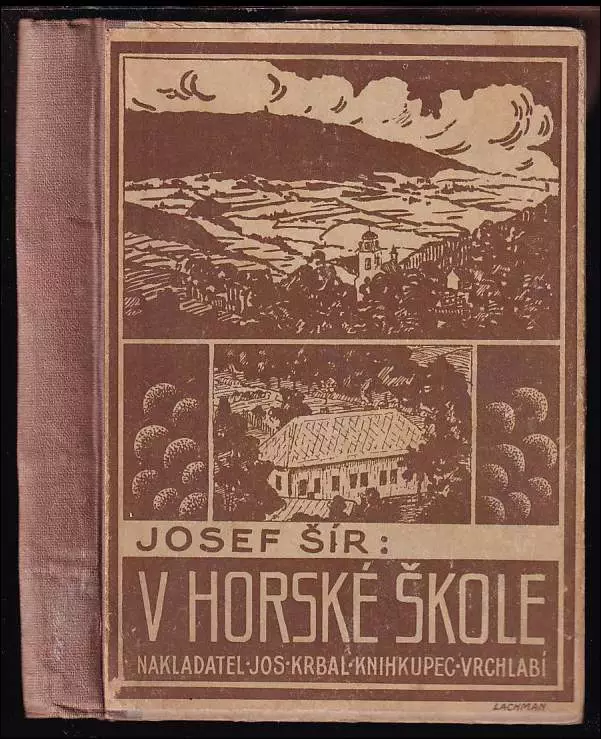 JOSEF ŠÍR:
V HORSKÉ ŠKOLE
NAKLADATEL·JOS·KRBAL·KNIHKUPEC·VRCHLABÍ
LACHMAN